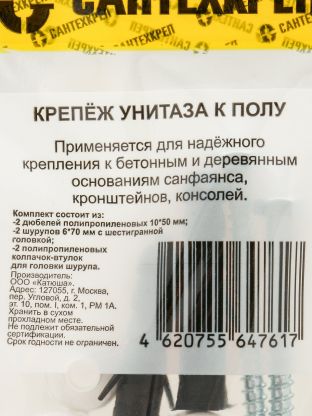 САНТЕХКРЕП
САНТЕХКРЕП
САНТЕХКРЕП
КРЕПЁЖ УНИТАЗА К ПОЛУ
Применяется для надёжного
крепления к бетонным и деревянным
основаниям санфаянса,
кронштейнов, консолей.
Комплект состоит из:
-2 дюбелей полипропиленовых 10*50 мм;
-2 шурупов 6*70 мм с шестигранной
головкой;
-2 полипропиленовых
колпачок-втулок
для головки шурупа.
Производитель:
ООО «Катюша».
Адрес: 127055, г. Москва,
пер. Угловой, д. 2,
эт. 10, пом. I, ком. 1, РМ 1А.
Хранить в сухом
прохладном месте.
Не подлежит обязательной
сертификации.
Срок годности не ограничен.
4 620755 647617